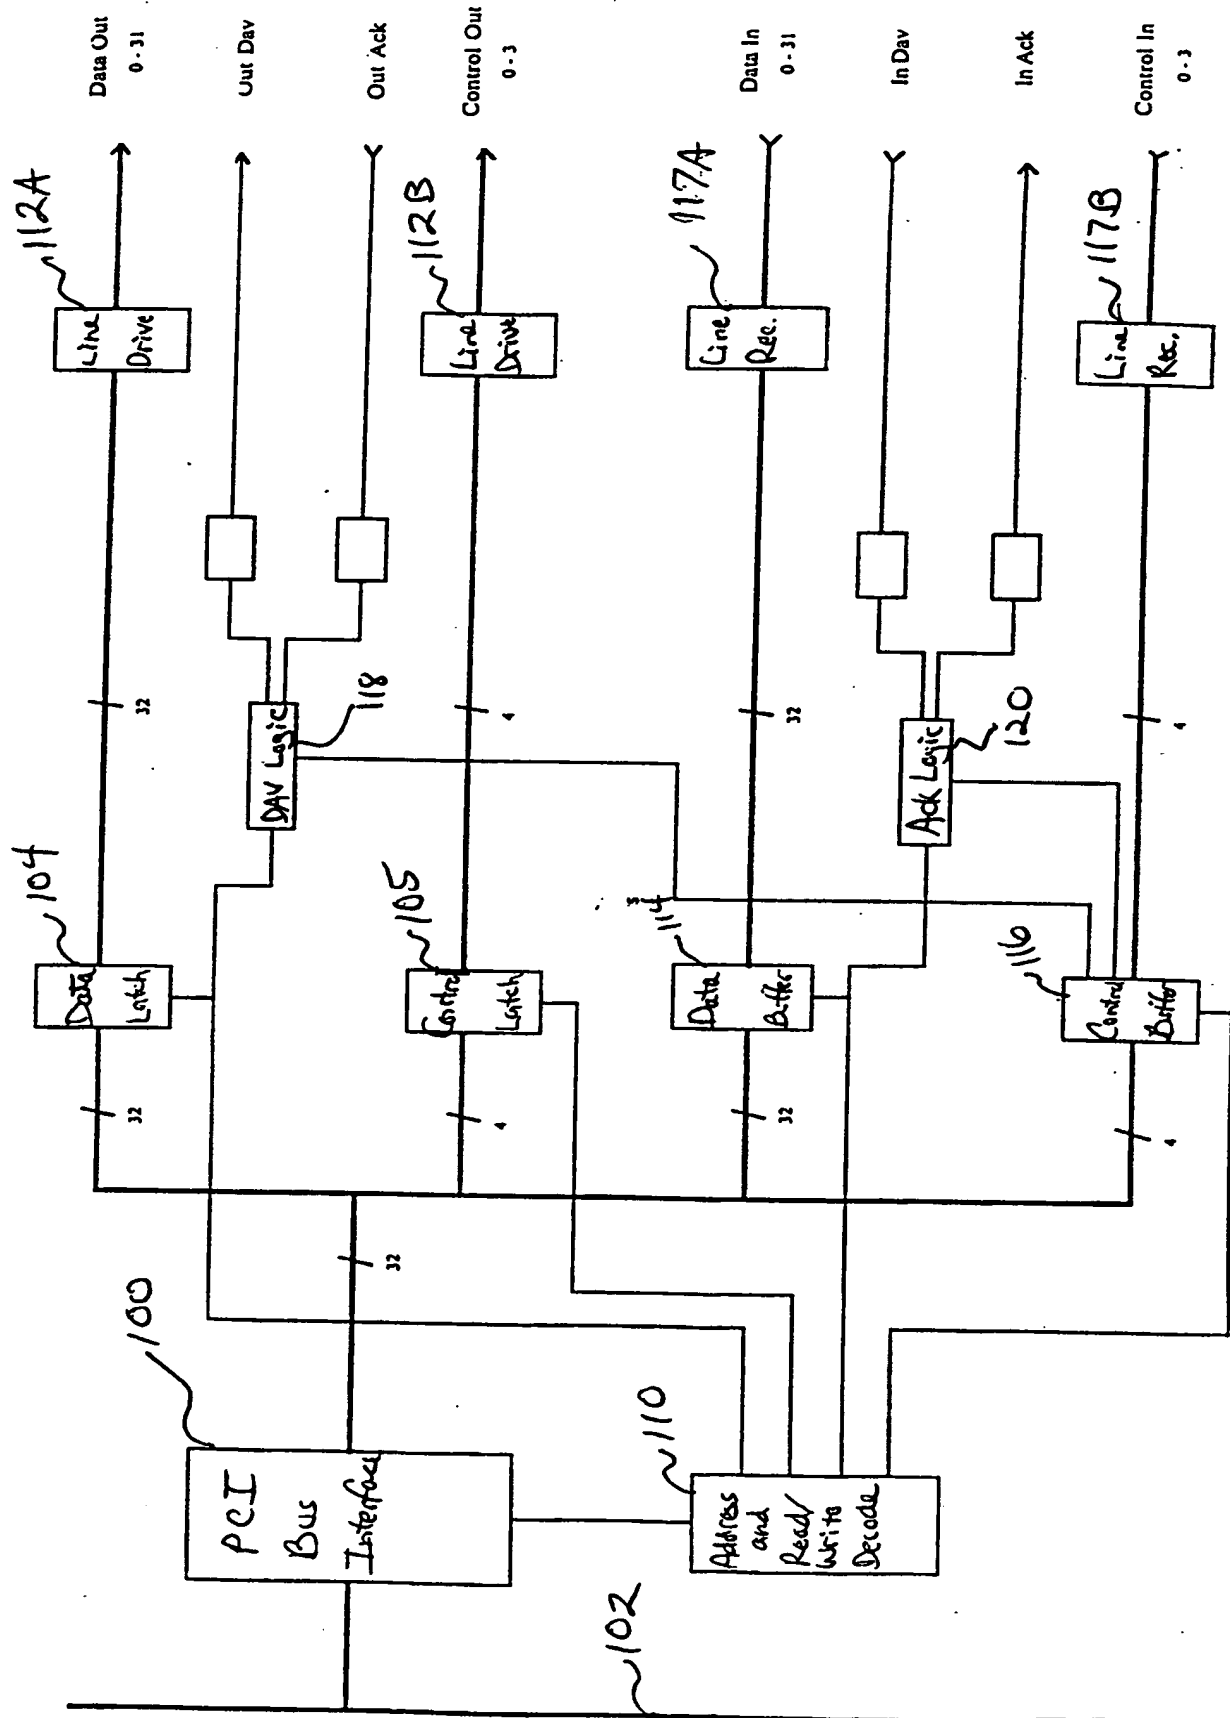 Data Out
0 - 31
Out Dav
Out Ack
Control Out
0 - 3
Data In
0 - 31
In Dav
In Ack
Control In
0 - 3
112A
112B
117A
117B
Line
Drive
Line
Drive
Line
Rec.
Line
Rec.
32
4
32
4
DAV Logic
118
Ack Logic
120
104
105
114
116
Data
Latch
Control
Latch
Data
Buffer
Control
Buffer
32
4
32
4
32
100
PCI
Bus
Interface
110
Address
and
Read/
Write
Decode
102